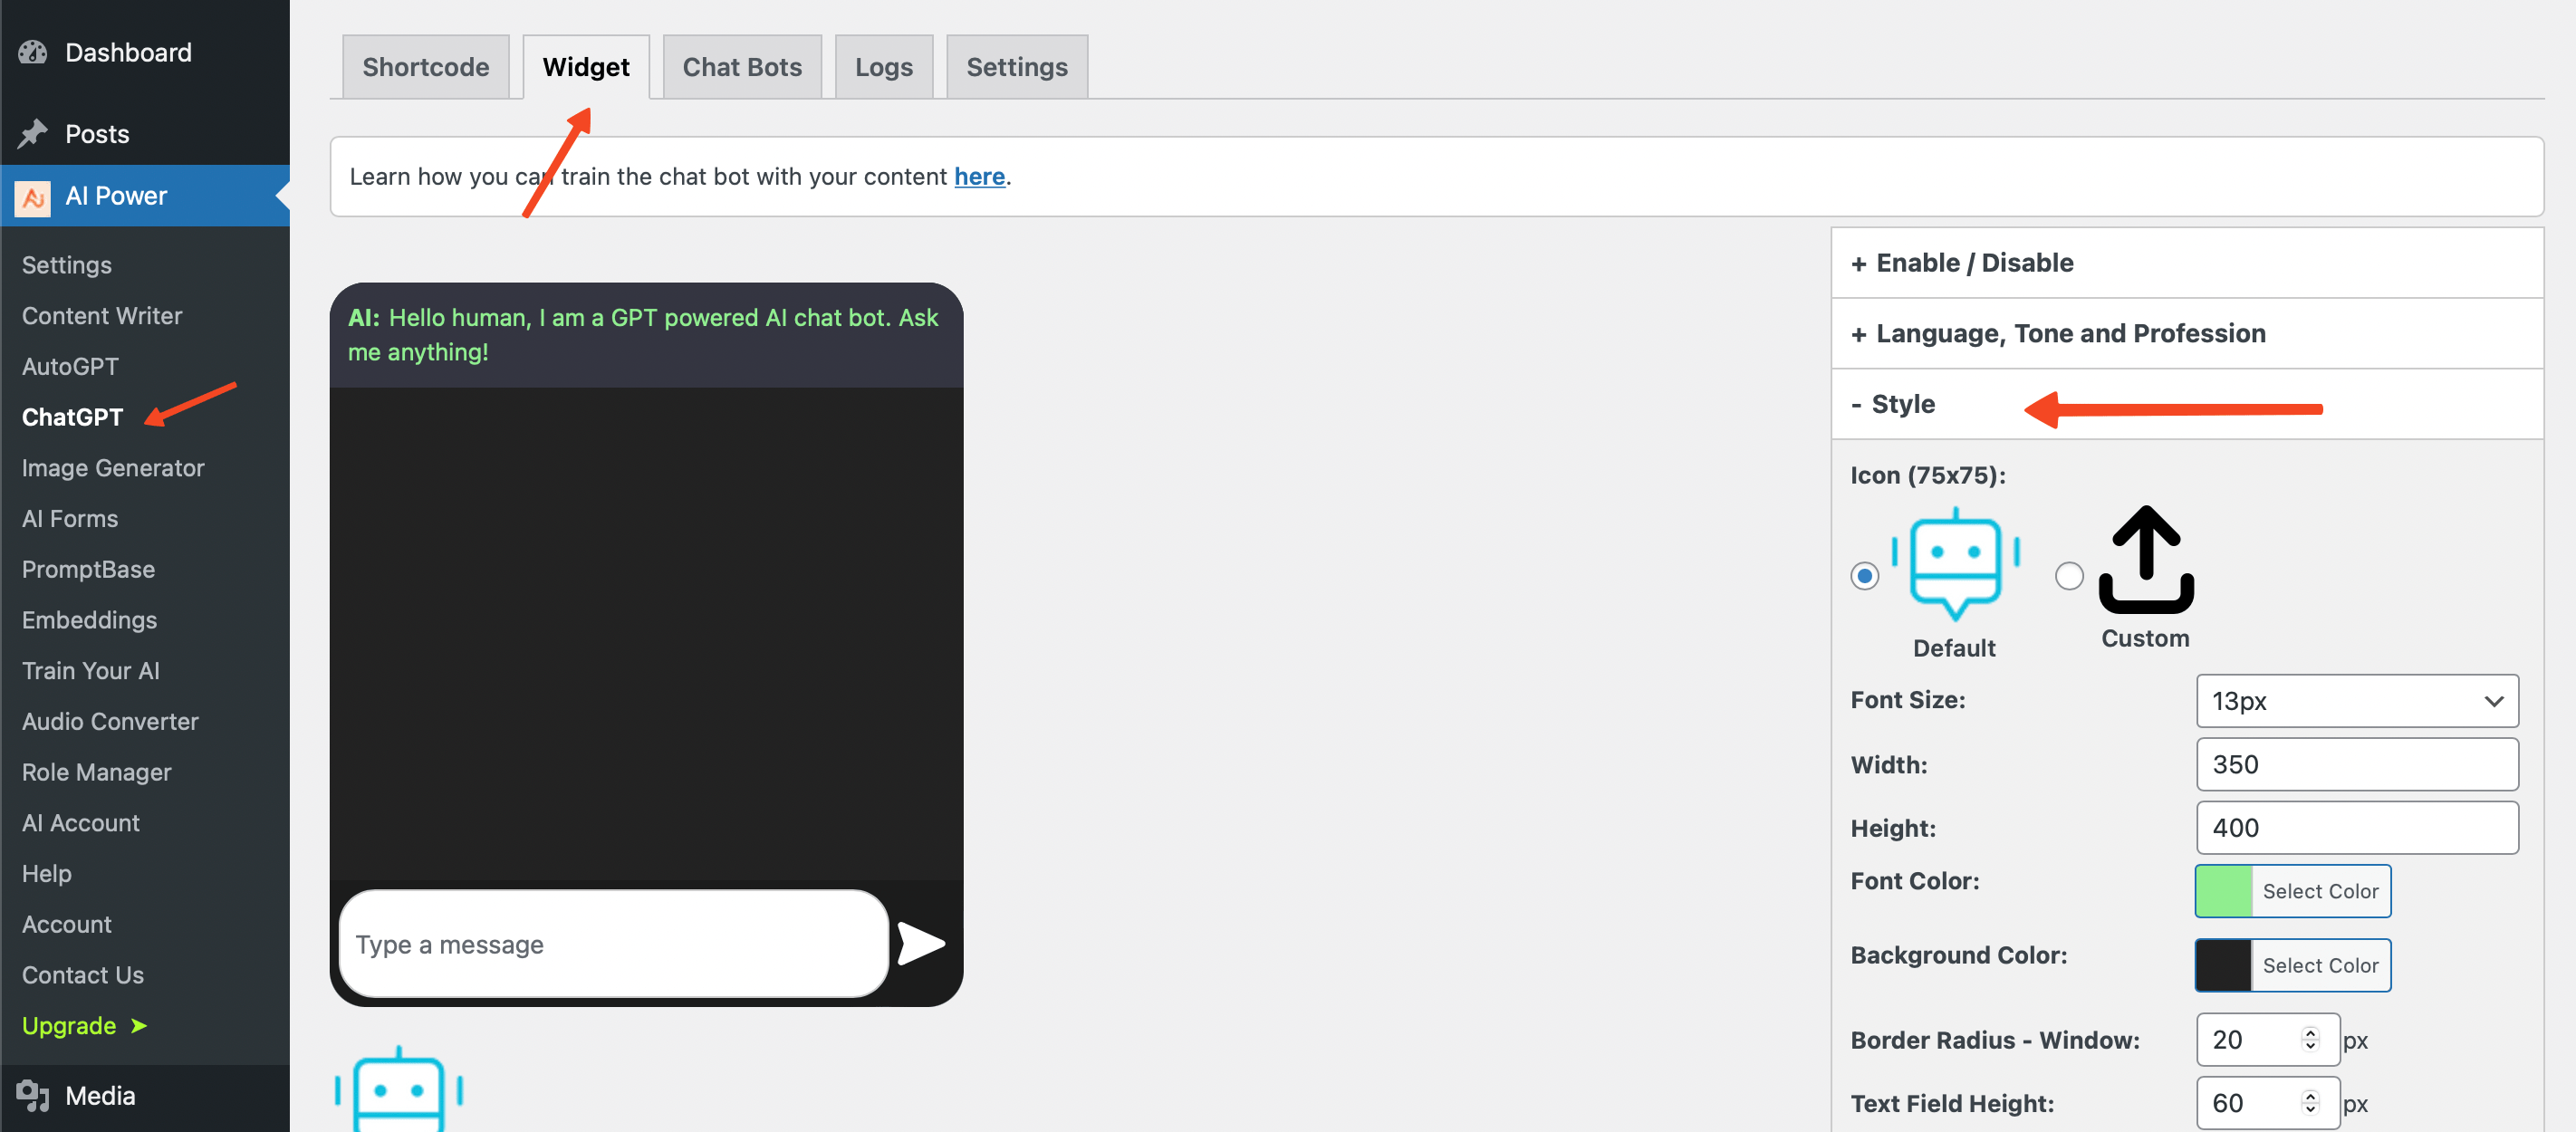 Dashboard
Posts
AI Power
Settings
Content Writer
AutoGPT
ChatGPT
Image Generator
AI Forms
PromptBase
Embeddings
Train Your AI
Audio Converter
Role Manager
AI Account
Help
Account
Contact Us
Upgrade ➤
Media
Shortcode
Widget
Chat Bots
Logs
Settings
Learn how you can train the chat bot with your content here.
AI: Hello human, I am a GPT powered AI chat bot. Ask
me anything!
Type a message
+ Enable / Disable
+ Language, Tone and Profession
- Style
Icon (75x75):
Default
Custom
Font Size: 13px
Width: 350
Height: 400
Font Color: Select Color
Background Color: Select Color
Border Radius - Window: 20 px
Text Field Height: 60 px